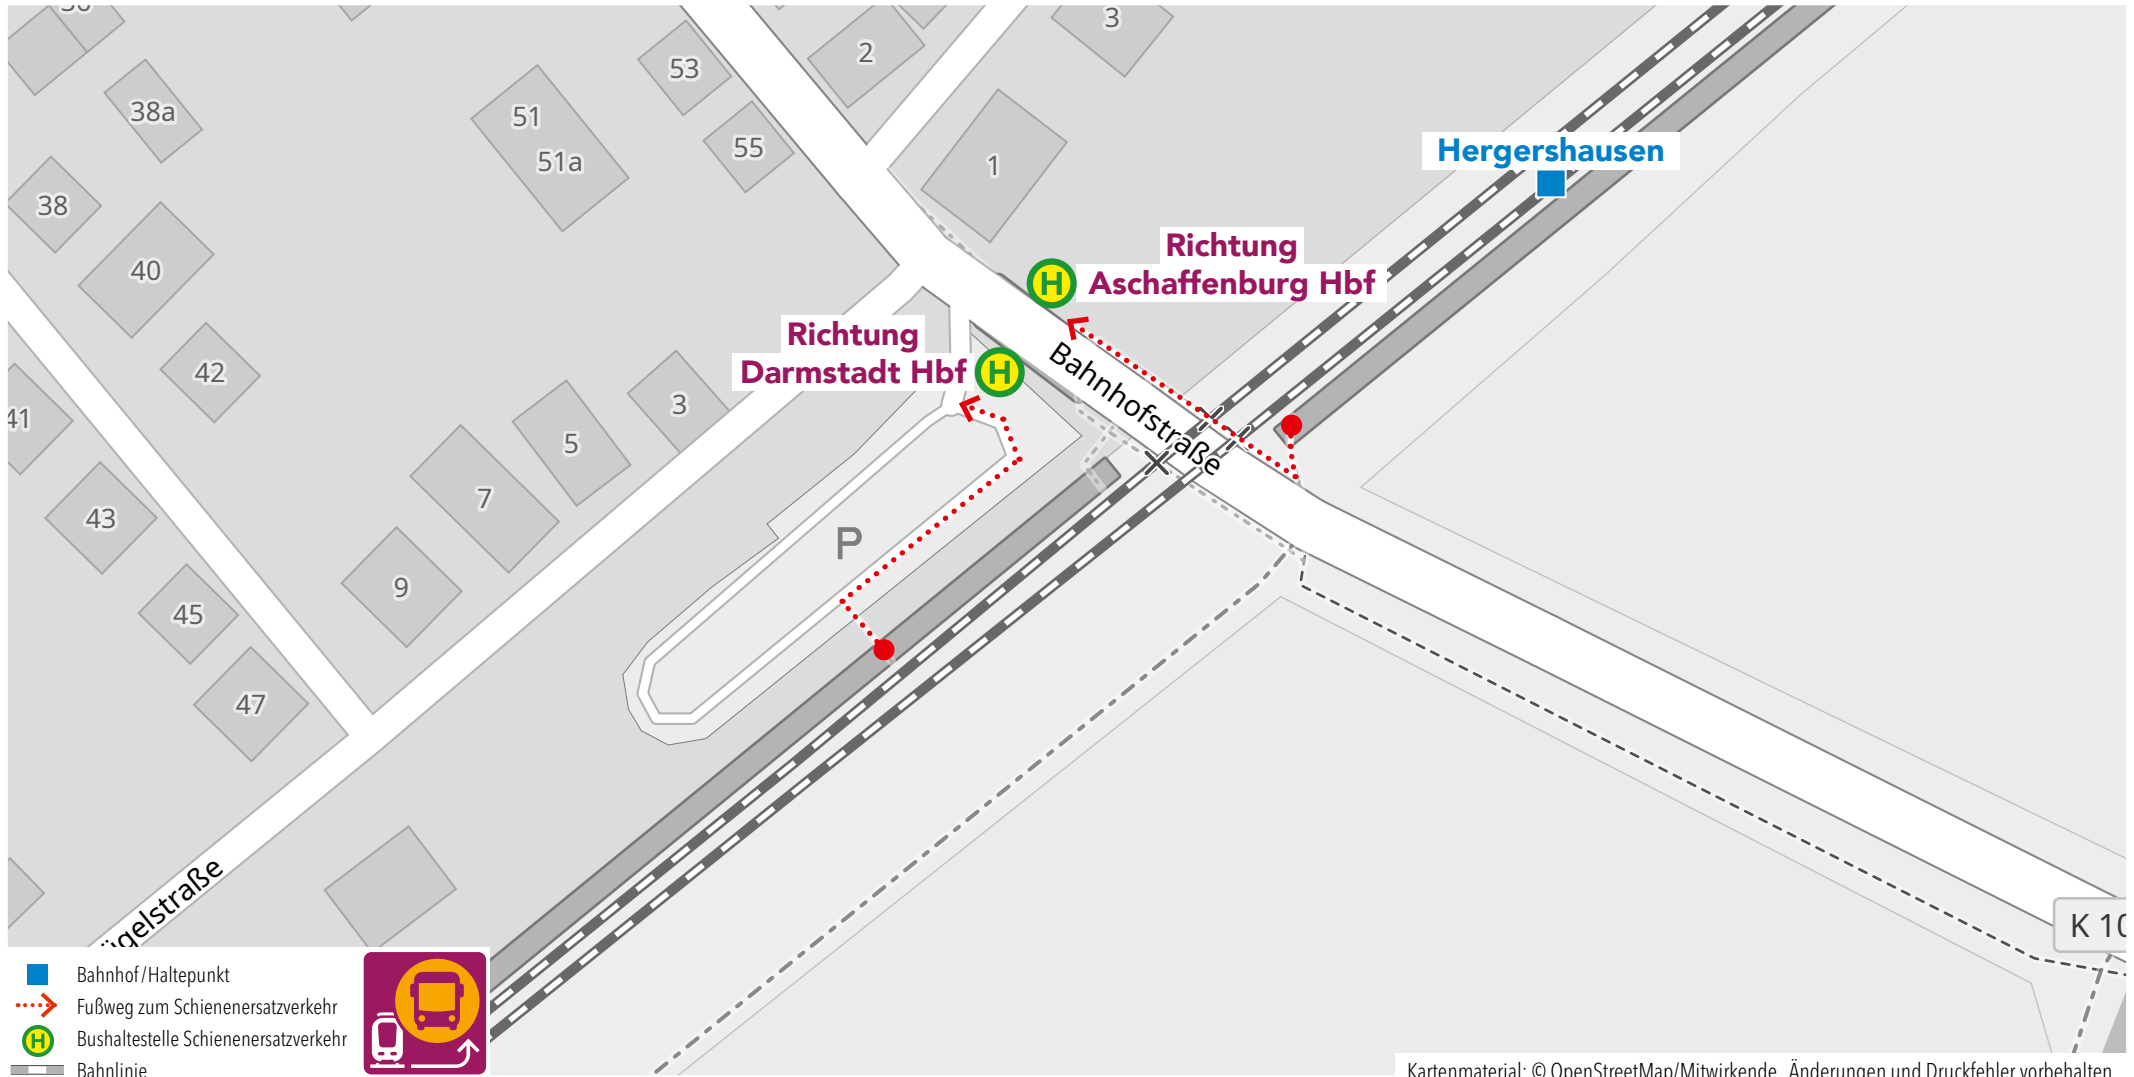 3
2
53
38a
51
51a
55
1
38
Hergershausen
Richtung
Aschaffenburg Hbf
H
40
Richtung
Darmstadt Hbf
H
Bahnhofstraße
42
3
41
5
7
43
P
9
45
47
ügelstraße
K 10
Bahnhof/Haltepunkt
Fußweg zum Schienenersatzverkehr
H Bushaltestelle Schienenersatzverkehr
Bahnlinie
Kartenmaterial: © OpenStreetMap/Mitwirkende Änderungen und Druckfehler vorbehalten